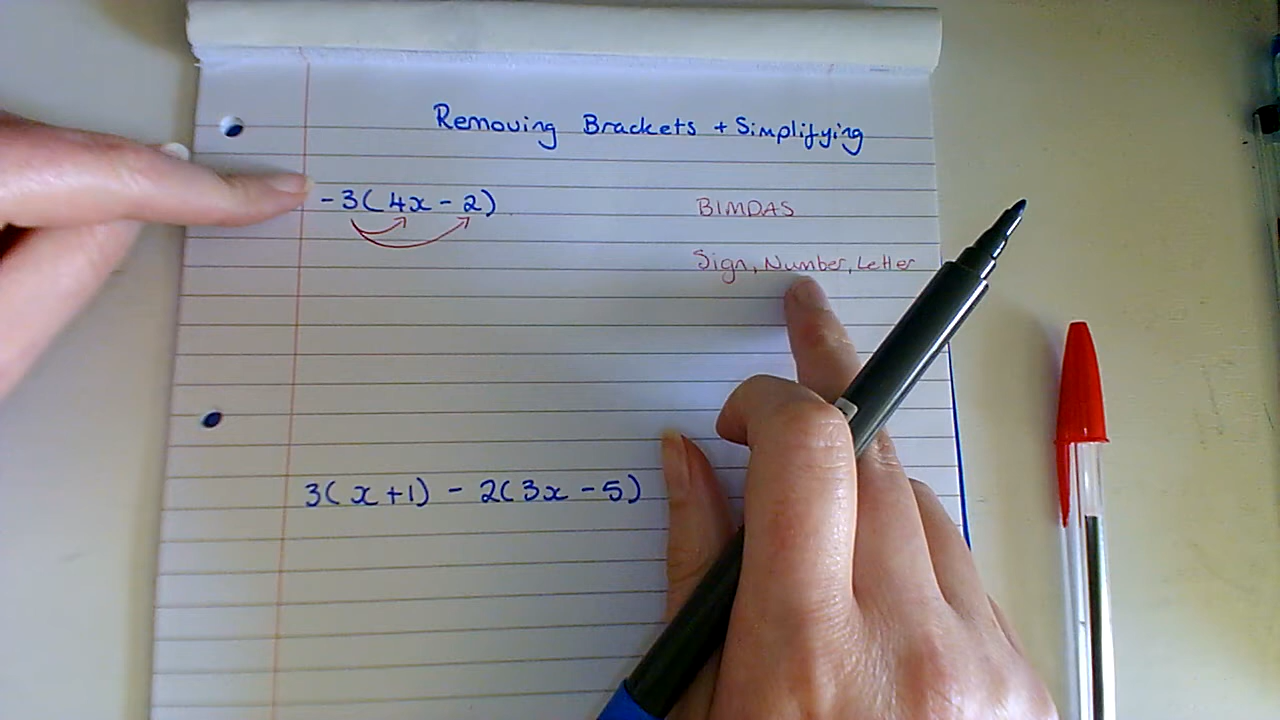 Removing Brackets + Simplifying
-3(4x - 2)
BIMDAS
Sign, Number, Letter
3(x+1) - 2(3x - 5)